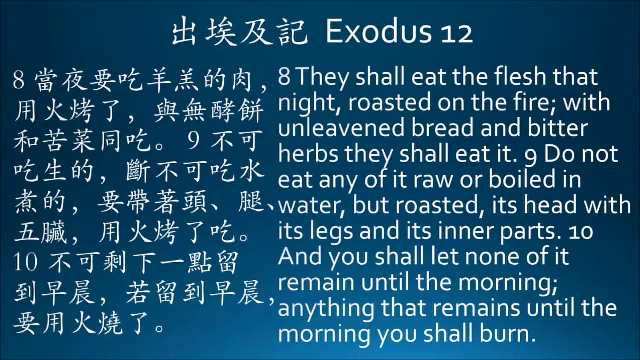 出埃及記 Exodus 12
8 當夜要吃羊羔的肉,
用火烤了, 與無酵餅
和苦菜同吃。 9 不可
吃生的, 斷不可吃水
煮的, 要帶著頭、腿、
五臟, 用火烤了吃。
10 不可剩下一點留
到早晨, 若留到早晨,
要用火燒了。
8 They shall eat the flesh that
night, roasted on the fire; with
unleavened bread and bitter
herbs they shall eat it. 9 Do not
eat any of it raw or boiled in
water, but roasted, its head with
its legs and its inner parts. 10
And you shall let none of it
remain until the morning;
anything that remains until the
morning you shall burn.